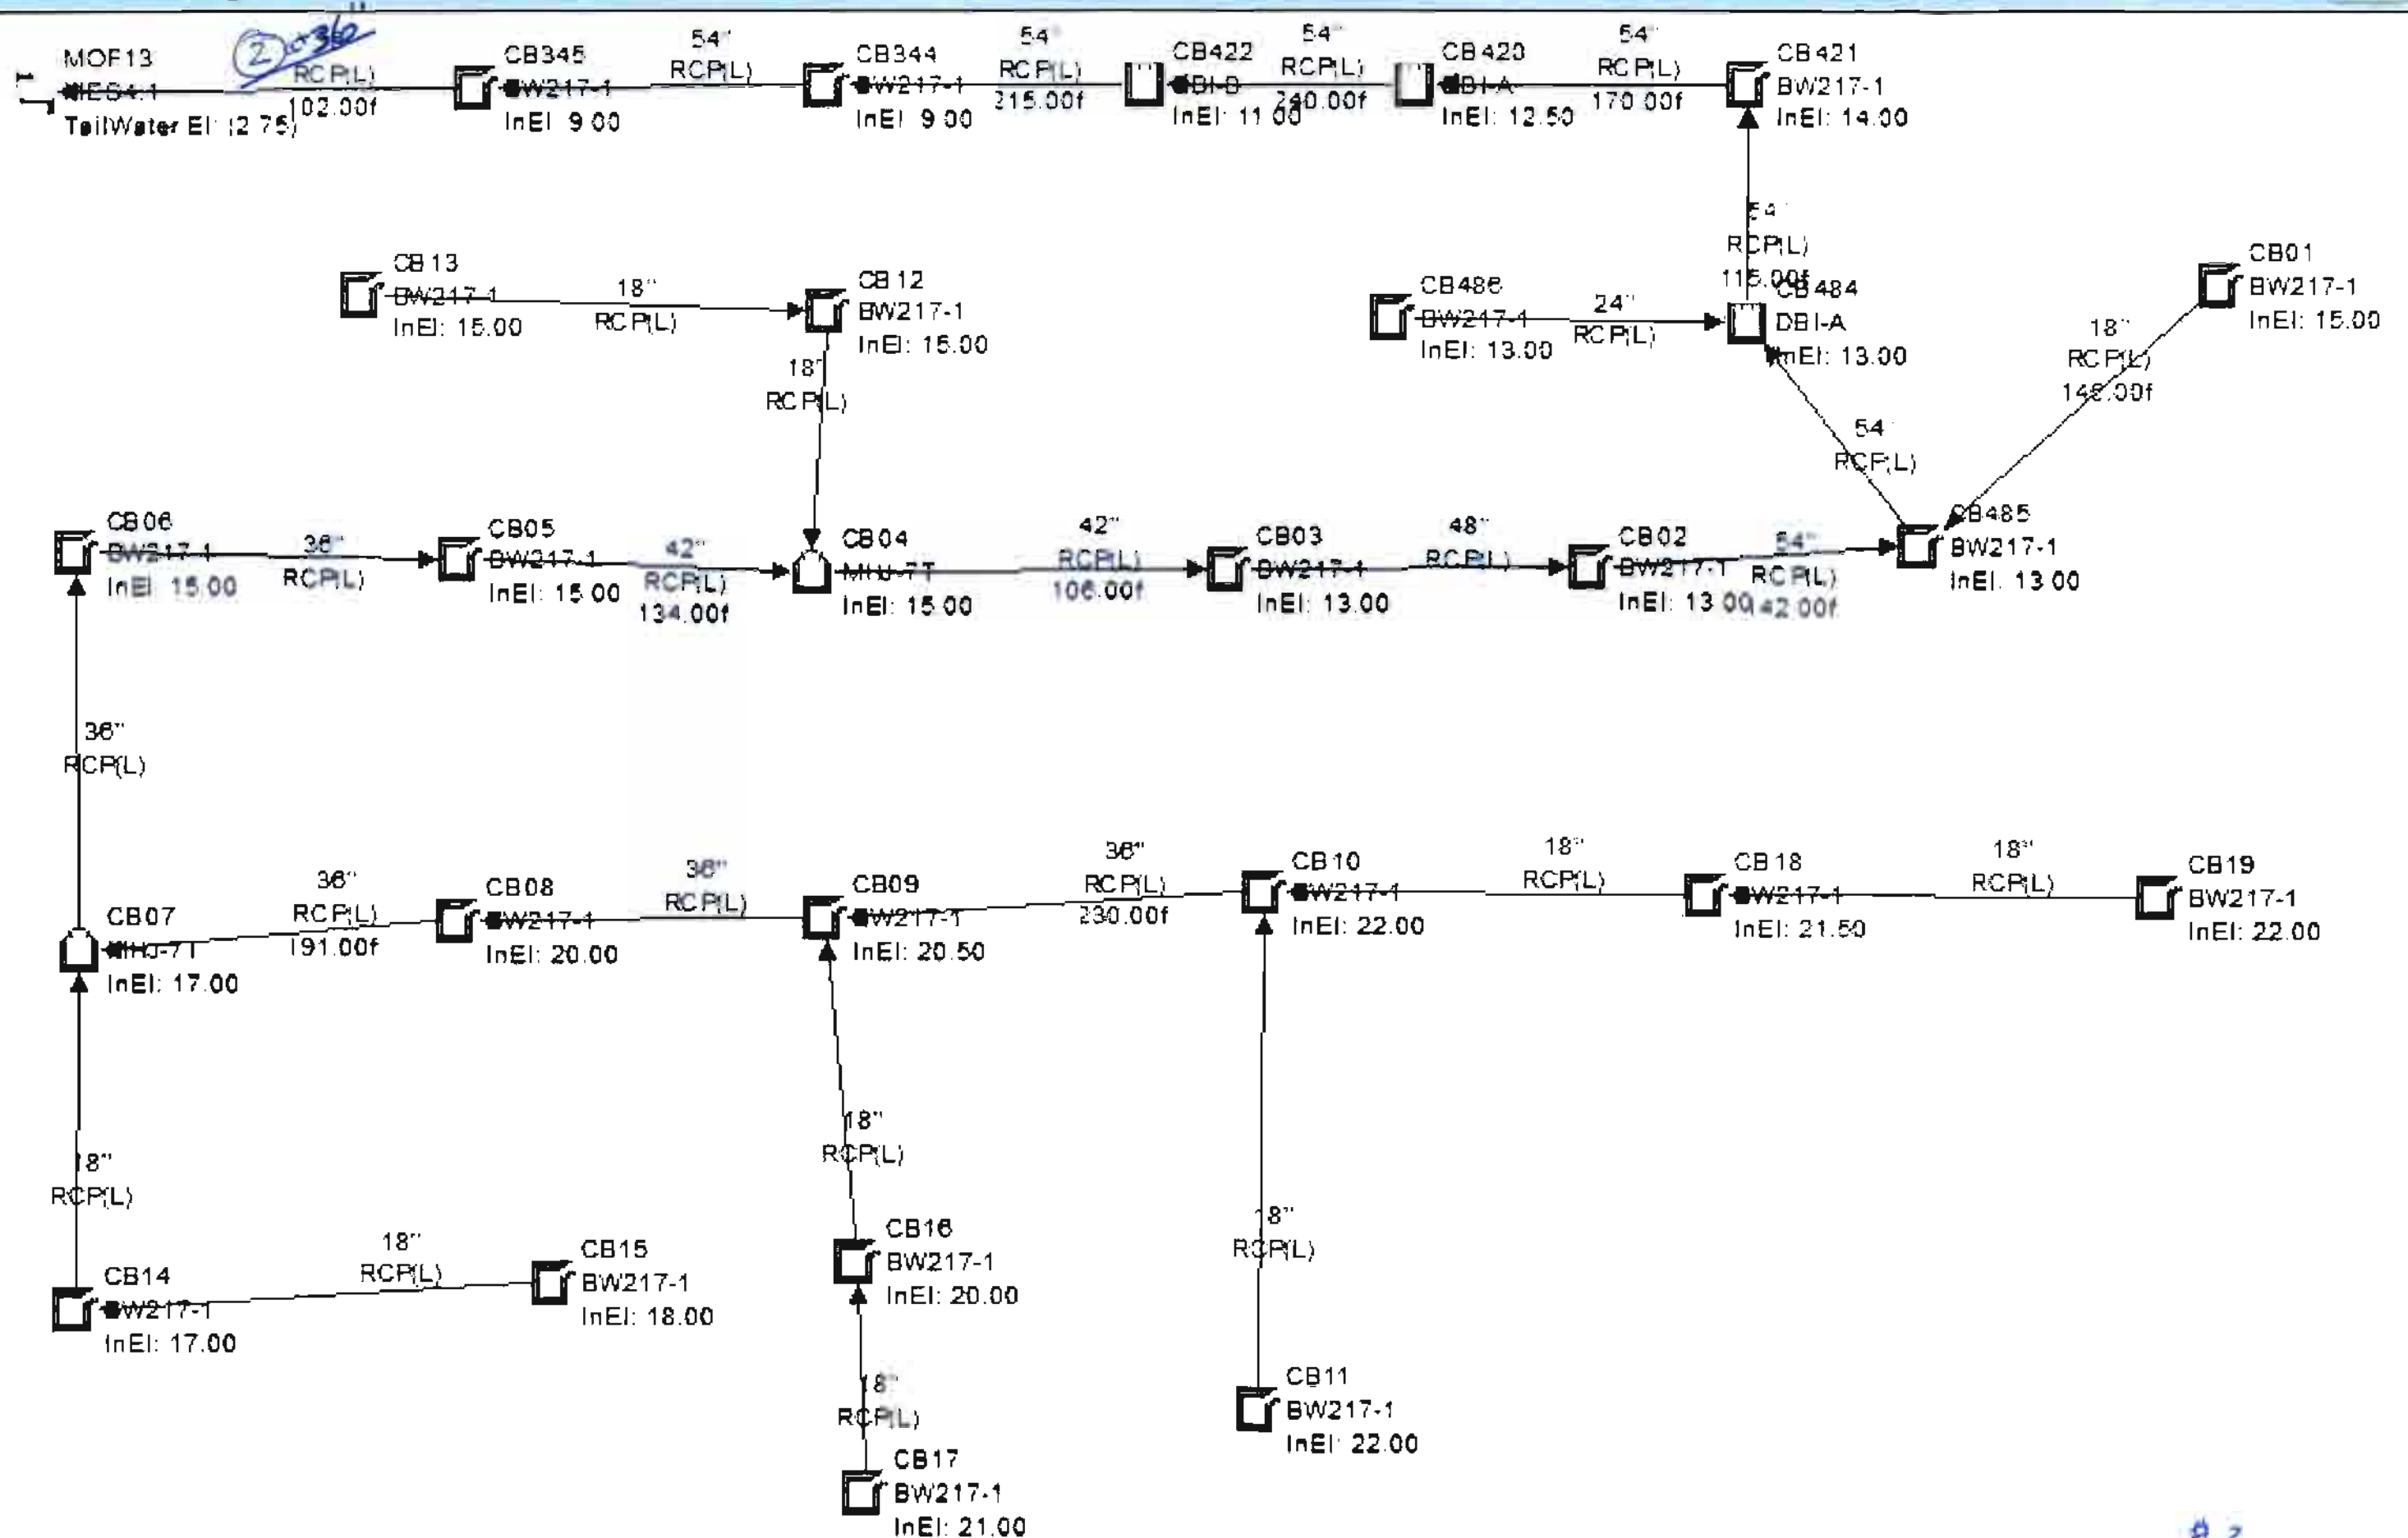 MOF13
TailWater El: (2.75)
RCP(L)
102.00f
CB345
BW217-1
InEl 9.00
54"
RCP(L)
CB344
BW217-1
InEl 9.00
54"
RCP(L)
215.00f
CB422
InEl: 11.00
54"
RCP(L)
240.00f
CB420
DBI-A
InEl: 12.50
54"
RCP(L)
170.00f
CB421
BW217-1
InEl: 14.00
54"
RCP(L)
115.00f
CB13
BW217-1
InEl: 15.00
18"
RCP(L)
CB12
BW217-1
InEl: 15.00
18"
RCP(L)
CB486
BW217-1
InEl: 13.00
24"
RCP(L)
CB484
DBI-A
InEl: 13.00
CB01
BW217-1
InEl: 15.00
18"
RCP(L)
54"
RCP(L)
CB06
BW217-1
InEl: 15.00
36"
RCP(L)
CB05
BW217-1
InEl: 15.00
42"
RCP(L)
134.00f
CB04
MHJ-7T
InEl: 15.00
42"
RCP(L)
106.00f
CB03
BW217-1
InEl: 13.00
48"
RCP(L)
CB02
BW217-1
InEl: 13.00
54"
RCP(L)
42.00f
CB485
BW217-1
InEl: 13.00
36"
RCP(L)
CB07
MHJ-7T
InEl: 17.00
36"
RCP(L)
191.00f
CB08
BW217-1
InEl: 20.00
36"
RCP(L)
CB09
BW217-1
InEl: 20.50
36"
RCP(L)
230.00f
CB10
BW217-1
InEl: 22.00
18"
RCP(L)
CB18
BW217-1
InEl: 21.50
18"
RCP(L)
CB19
BW217-1
InEl: 22.00
18"
RCP(L)
18"
RCP(L)
18"
RCP(L)
CB14
BW217-1
InEl: 17.00
18"
RCP(L)
CB15
BW217-1
InEl: 18.00
CB16
BW217-1
InEl: 20.00
18"
RCP(L)
CB11
BW217-1
InEl: 22.00
CB17
BW217-1
InEl: 21.00